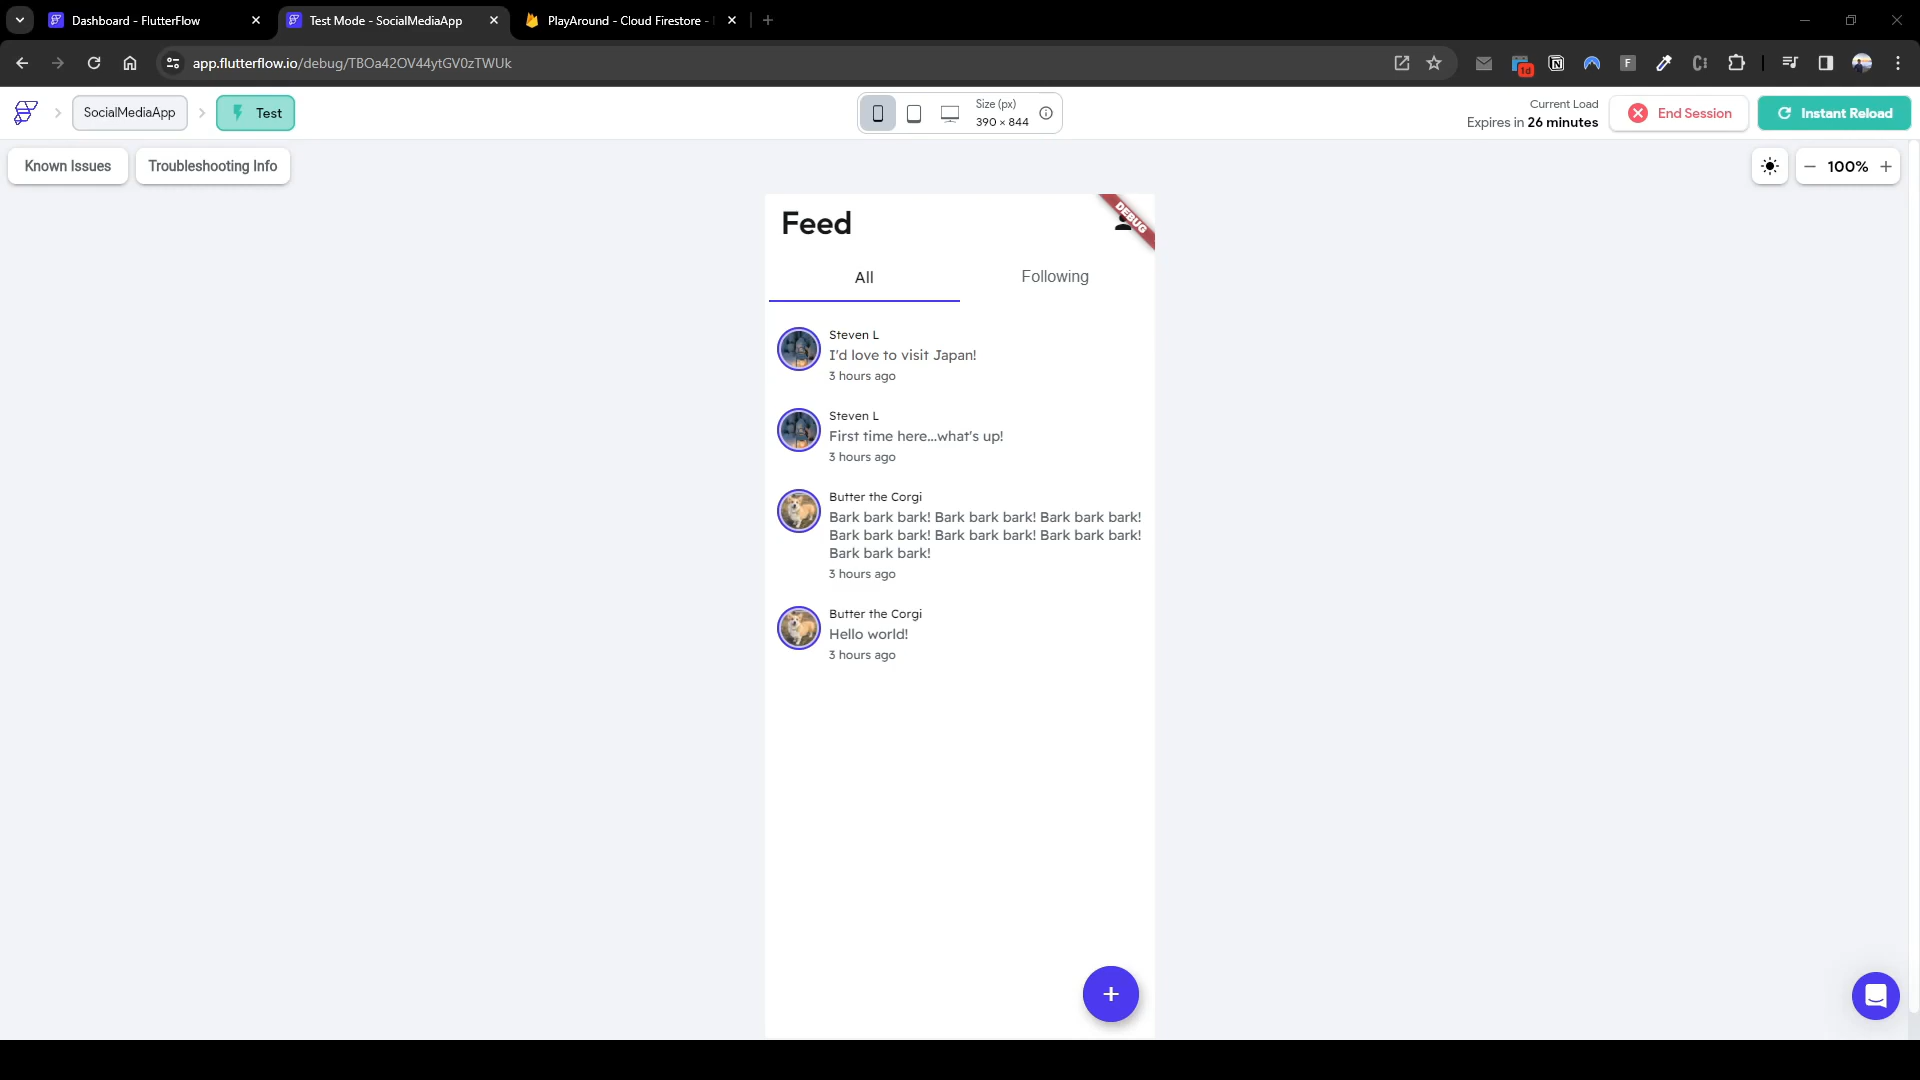 Dashboard - FlutterFlow
Test Mode - SocialMediaApp
PlayAround - Cloud Firestore -
app.flutterflow.io/debug/TBOa42OV44ytGV0zTWUk
1d
N
F
SocialMediaApp
Test
Size (px)
390 × 844
Current Load
Expires in 26 minutes
End Session
Instant Reload
Known Issues
Troubleshooting Info
100%
Feed
DEBUG
All
Following
Steven L
I'd love to visit Japan!
3 hours ago
Steven L
First time here...what's up!
3 hours ago
Butter the Corgi
Bark bark bark! Bark bark bark! Bark bark bark!
Bark bark bark! Bark bark bark! Bark bark bark!
Bark bark bark!
3 hours ago
Butter the Corgi
Hello world!
3 hours ago